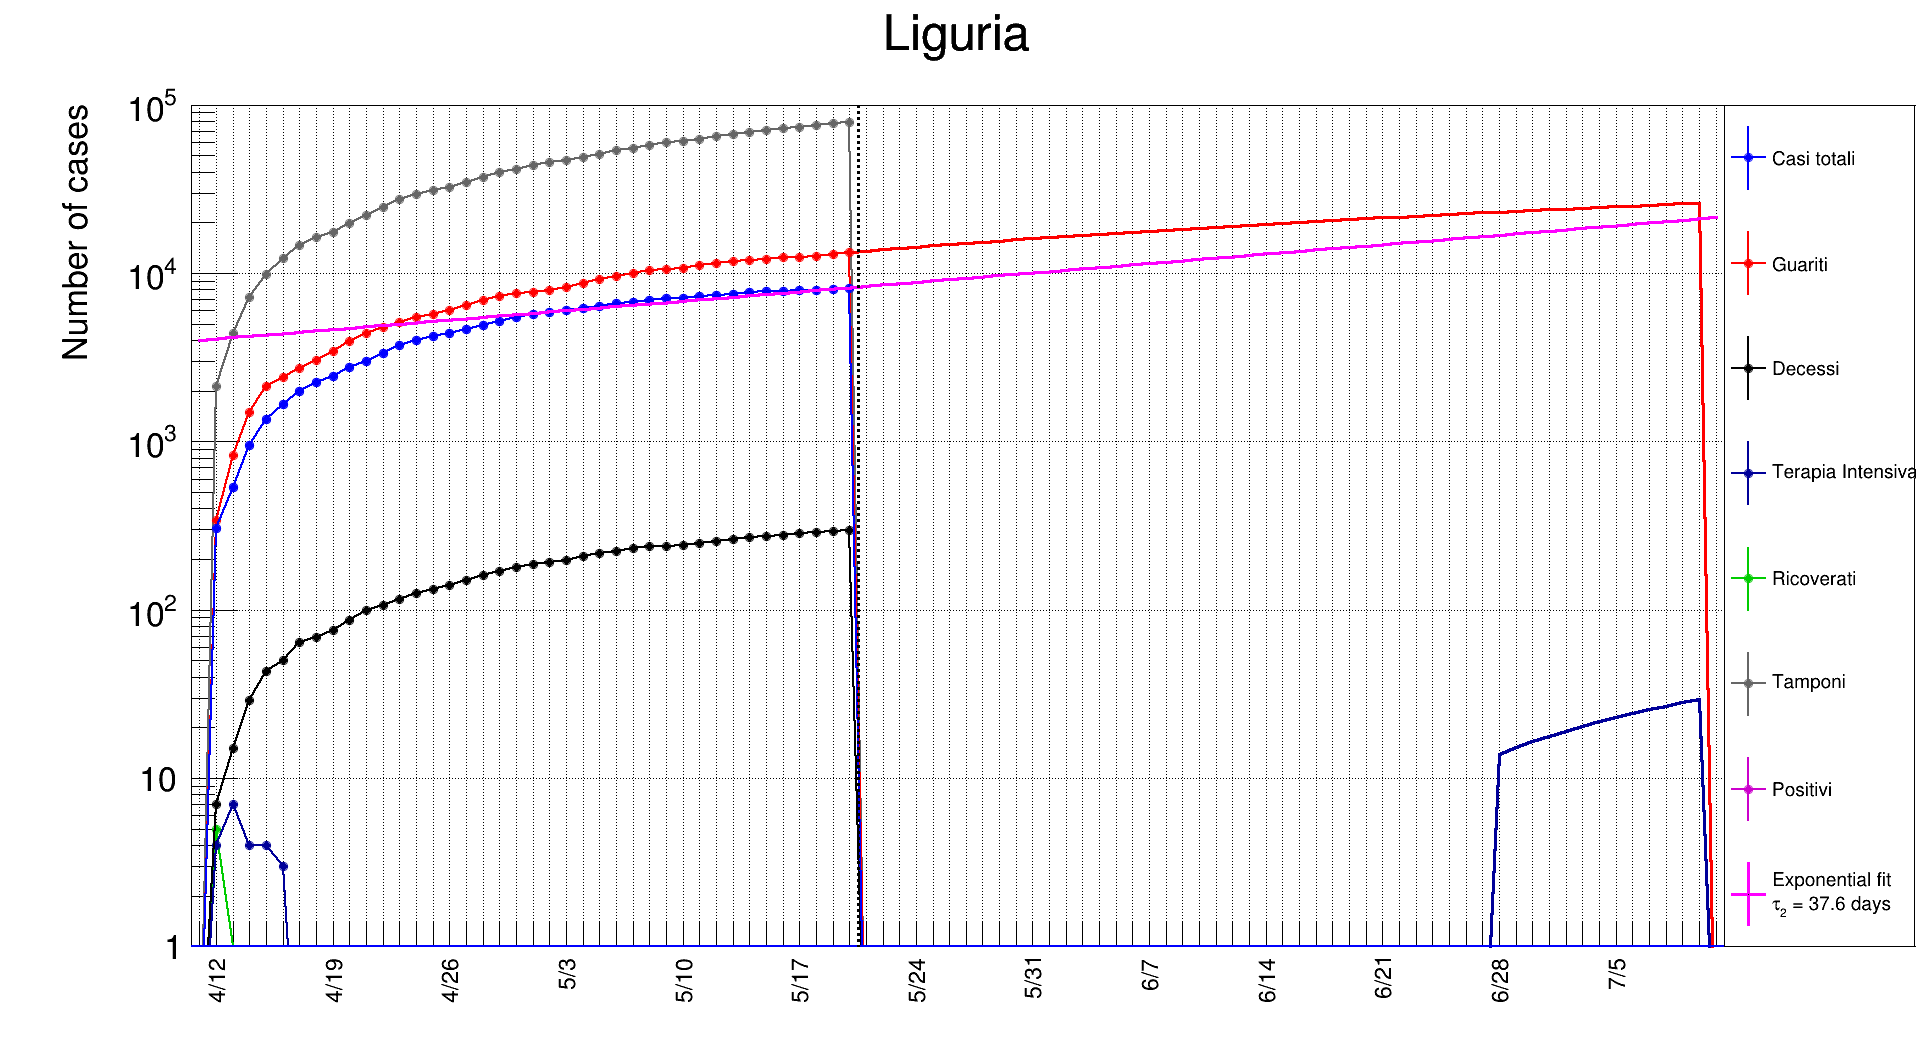 Liguria
Number of cases
10^5
10^4
10^3
10^2
10
1
4/12
4/19
4/26
5/3
5/10
5/17
5/24
5/31
6/7
6/14
6/21
6/28
7/5
Casi totali
Guariti
Decessi
Terapia Intensiva
Ricoverati
Tamponi
Positivi
Exponential fit
τ₂ = 37.6 days